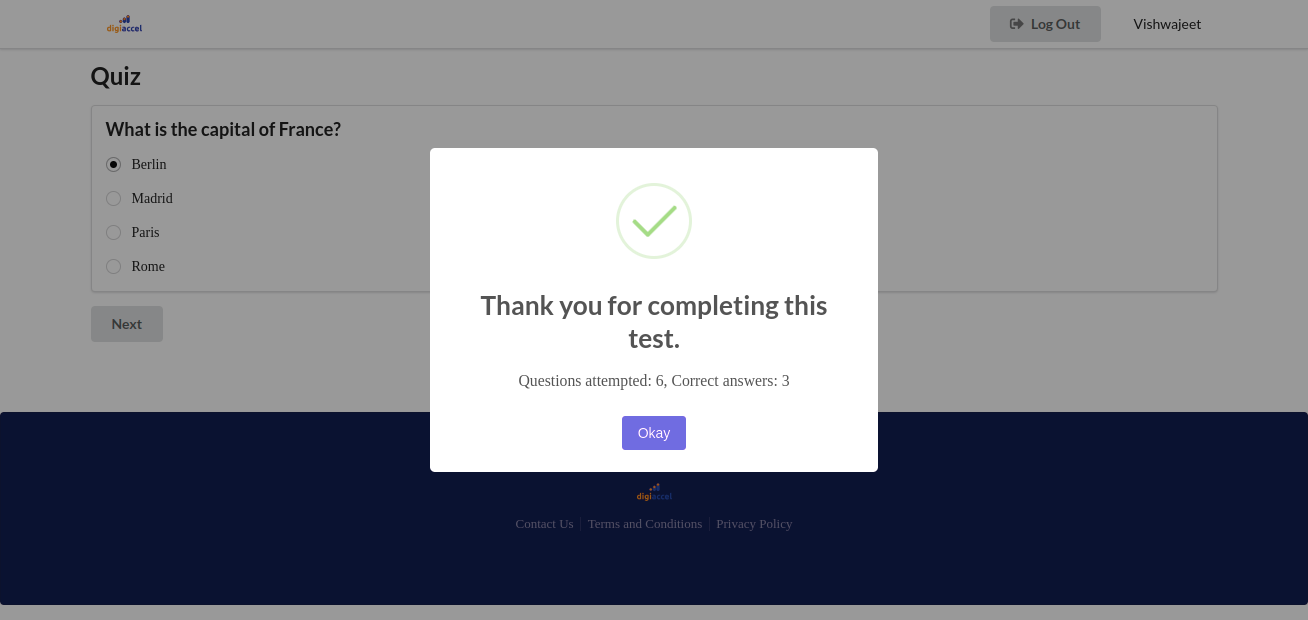 digiaccel
Log Out
Vishwajeet
Quiz
What is the capital of France?
Berlin
Madrid
Paris
Rome
Next
Thank you for completing this
test.
Questions attempted: 6, Correct answers: 3
Okay
digiaccel
Contact Us
Terms and Conditions
Privacy Policy